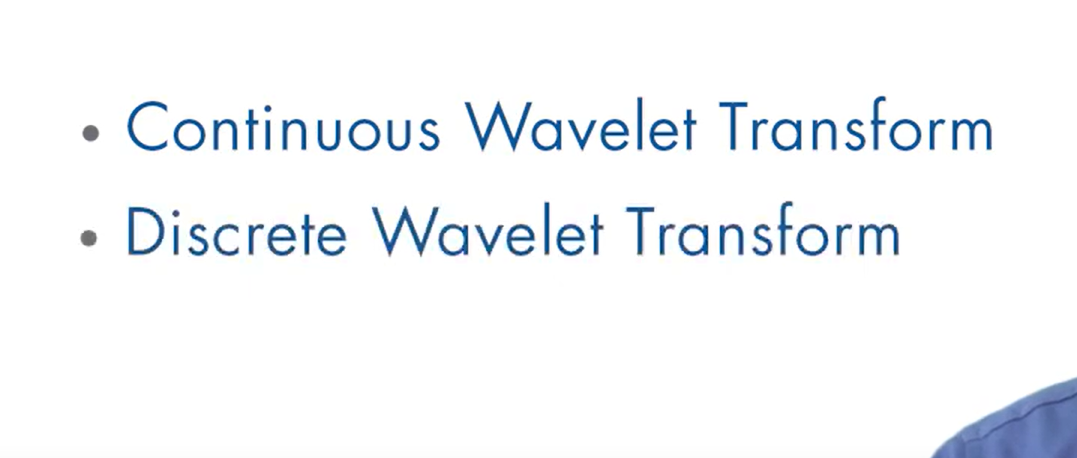 • Continuous Wavelet Transform
• Discrete Wavelet Transform